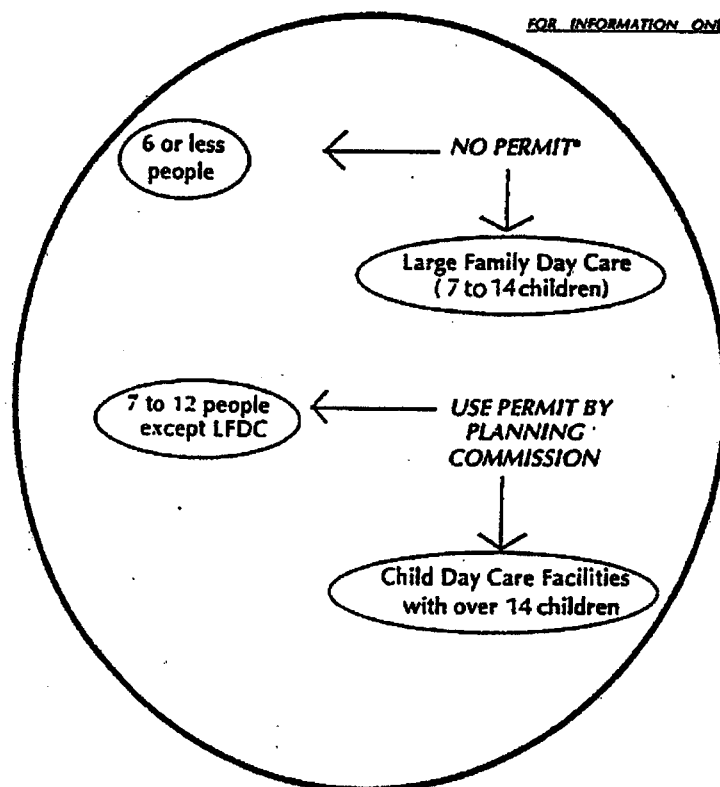 FOR INFORMATION
6 or less
people
NO PERMIT*
Large Family Day Care
(7 to 14 children)
7 to 12 people
except LFDC
USE PERMIT BY
PLANNING
COMMISSION
Child Day Care Facilities
with over 14 children